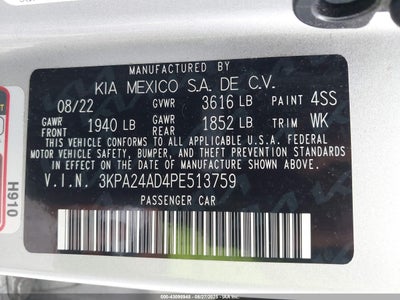 MANUFACTURED BY
KIA MEXICO S.A. DE C.V.
08/22 GVWR 3616 LB PAINT 4SS
GAWR FRONT 1940 LB GAWR REAR 1852 LB TRIM WK
THIS VEHICLE CONFORMS TO ALL APPLICABLE U.S. FEDERAL
MOTOR VEHICLE SAFETY, BUMPER, AND THEFT PREVENTION STANDARDS
IN EFFECT ON THE DATE OF MANUFACTURE SHOWN ABOVE.
V.I.N. 3KPA24AD4PE513759
PASSENGER CAR
H910